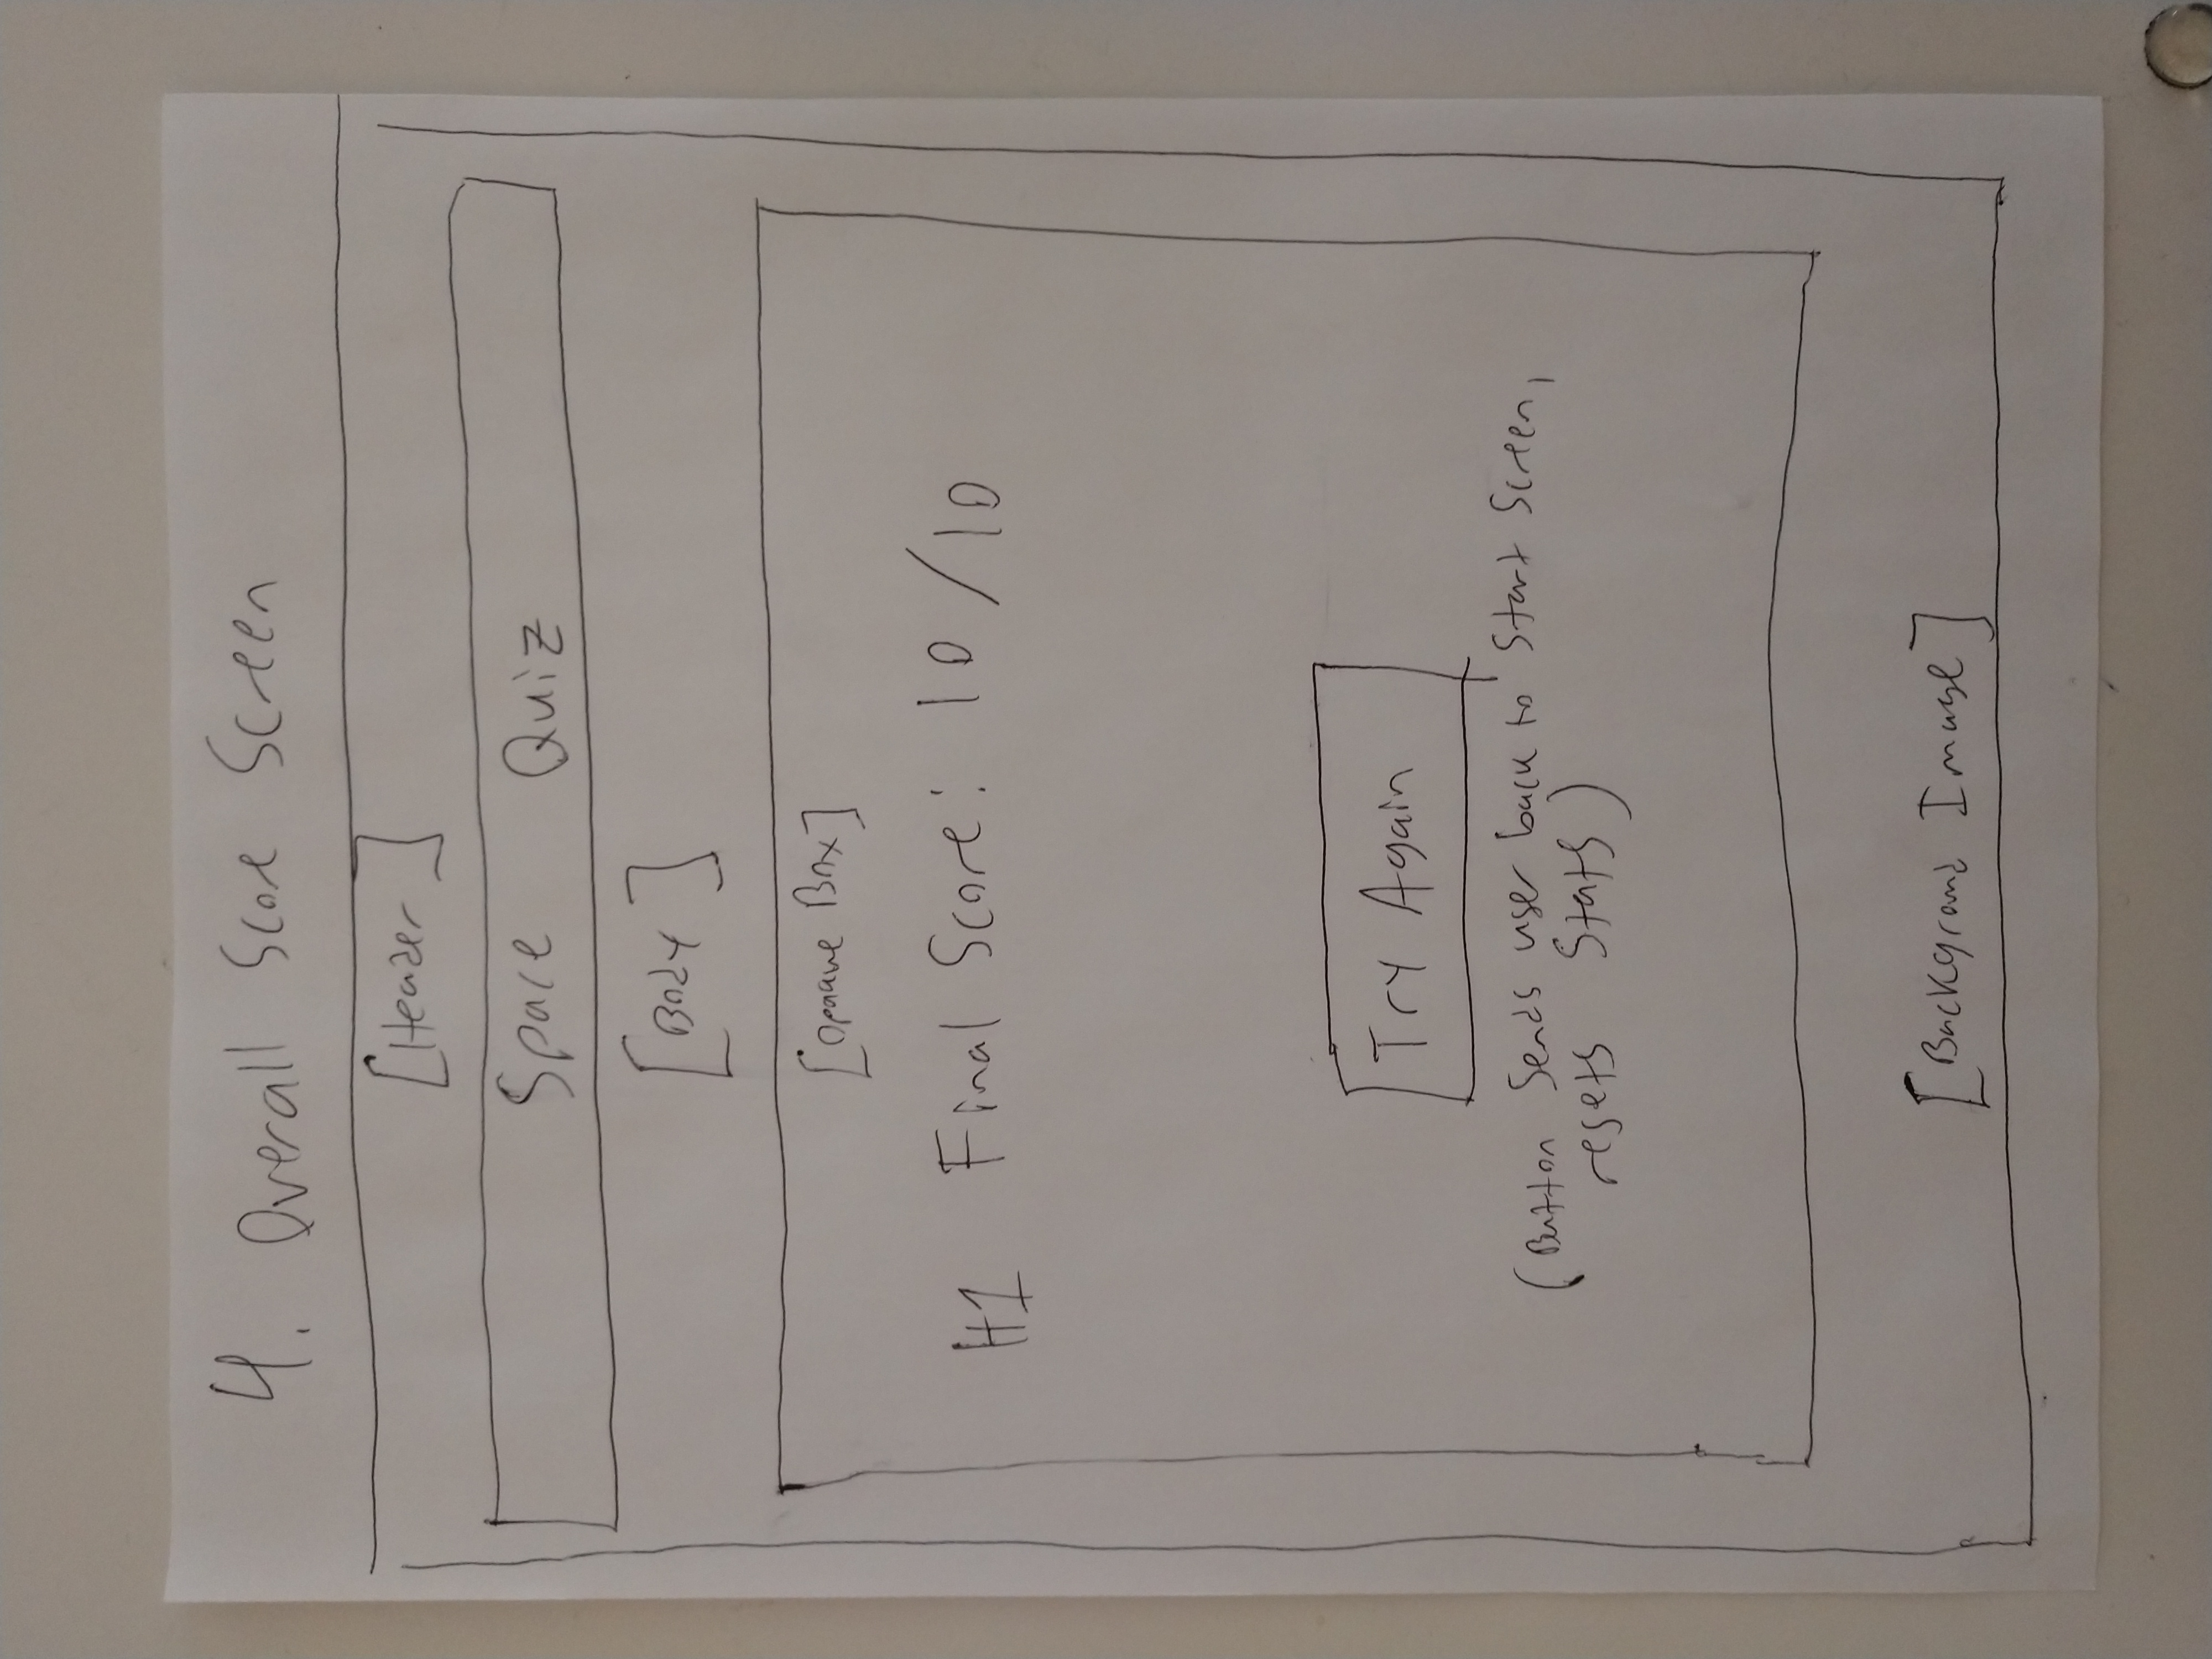 4. Overall Score Screen
[Header]
Space Quiz
[Body]
[Opaque Box]
H1 Final Score: 10/10
Try Again
(Button sends user back to Start Screen,
resets stats)
[Background Image]